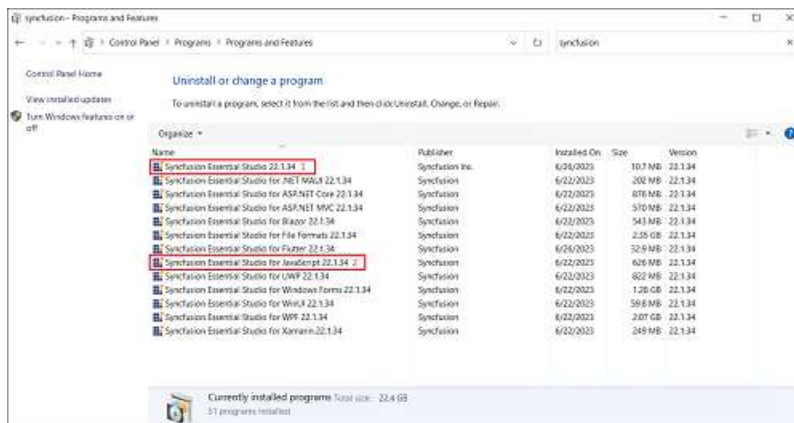 syncfusion - Programs and Features
Control Panel > Programs > Programs and Features
syncfusion
Control Panel Home
View installed updates
Turn Windows features on or off
Uninstall or change a program
To uninstall a program, select it from the list and then click Uninstall, Change, or Repair.
Organize
Name Publisher Installed On Size Version
Syncfusion Essential Studio 22.1.34 1 Syncfusion Inc. 6/26/2023 10.7 MB 22.1.34
Syncfusion Essential Studio for .NET MAUI 22.1.34 Syncfusion 6/22/2023 202 MB 22.1.34
Syncfusion Essential Studio for ASP.NET Core 22.1.34 Syncfusion 6/22/2023 876 MB 22.1.34
Syncfusion Essential Studio for ASP.NET MVC 22.1.34 Syncfusion 6/22/2023 570 MB 22.1.34
Syncfusion Essential Studio for Blazor 22.1.34 Syncfusion 6/22/2023 543 MB 22.1.34
Syncfusion Essential Studio for File Formats 22.1.34 Syncfusion 6/22/2023 2.35 GB 22.1.34
Syncfusion Essential Studio for Flutter 22.1.34 Syncfusion 6/26/2023 32.9 MB 22.1.34
Syncfusion Essential Studio for JavaScript 22.1.34 2 Syncfusion 6/22/2023 626 MB 22.1.34
Syncfusion Essential Studio for UWP 22.1.34 Syncfusion 6/22/2023 822 MB 22.1.34
Syncfusion Essential Studio for Windows Forms 22.1.34 Syncfusion 6/22/2023 1.28 GB 22.1.34
Syncfusion Essential Studio for WinUI 22.1.34 Syncfusion 6/22/2023 59.8 MB 22.1.34
Syncfusion Essential Studio for WPF 22.1.34 Syncfusion 6/22/2023 2.07 GB 22.1.34
Syncfusion Essential Studio for Xamarin 22.1.34 Syncfusion 6/22/2023 249 MB 22.1.34
Currently installed programs Total size: 22.4 GB
51 programs installed